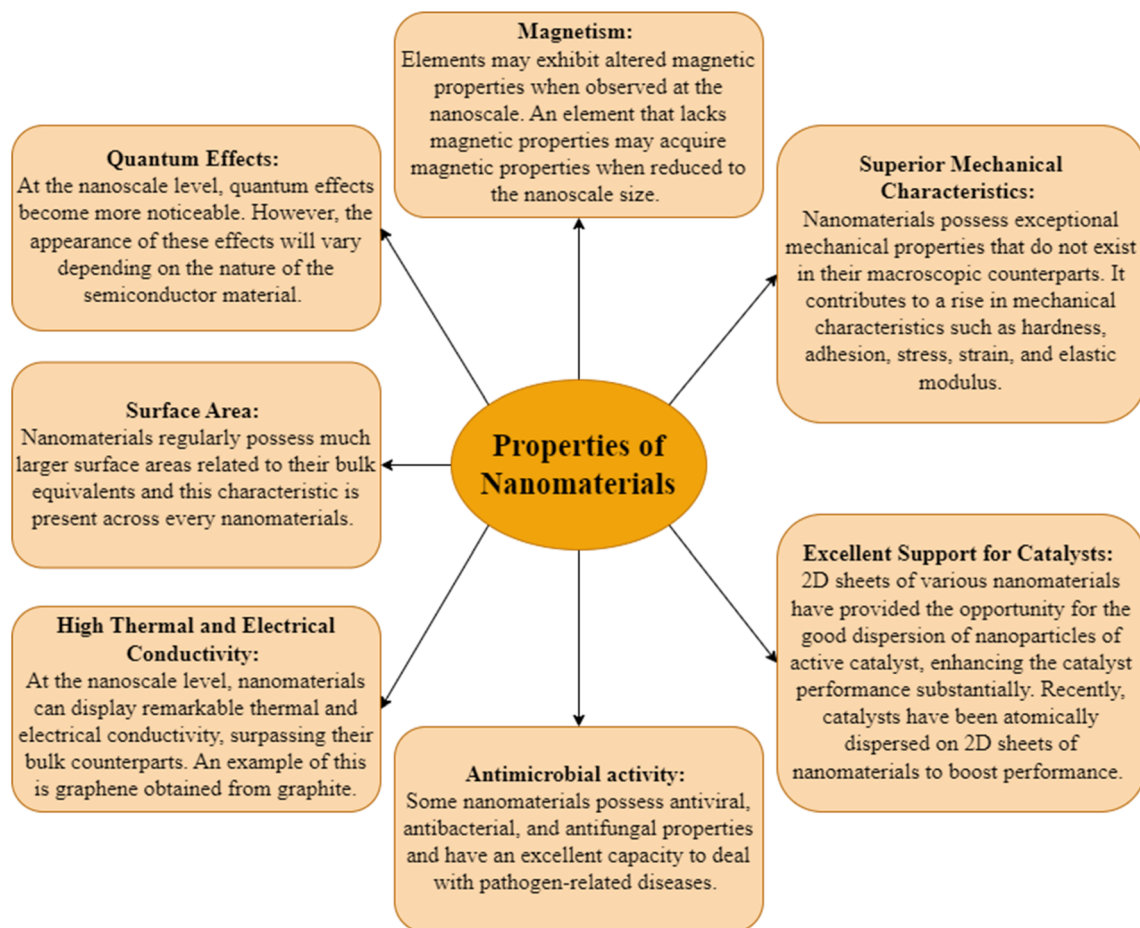 Magnetism:
Elements may exhibit altered magnetic
properties when observed at the
nanoscale. An element that lacks
magnetic properties may acquire
magnetic properties when reduced to
the nanoscale size.
Quantum Effects:
At the nanoscale level, quantum effects
become more noticeable. However, the
appearance of these effects will vary
depending on the nature of the
semiconductor material.
Superior Mechanical
Characteristics:
Nanomaterials possess exceptional
mechanical properties that do not exist
in their macroscopic counterparts. It
contributes to a rise in mechanical
characteristics such as hardness,
adhesion, stress, strain, and elastic
modulus.
Surface Area:
Nanomaterials regularly possess much
larger surface areas related to their bulk
equivalents and this characteristic is
present across every nanomaterials.
Properties of
Nanomaterials
High Thermal and Electrical
Conductivity:
At the nanoscale level, nanomaterials
can display remarkable thermal and
electrical conductivity, surpassing their
bulk counterparts. An example of this
is graphene obtained from graphite.
Excellent Support for Catalysts:
2D sheets of various nanomaterials
have provided the opportunity for the
good dispersion of nanoparticles of
active catalyst, enhancing the catalyst
performance substantially. Recently,
catalysts have been atomically
dispersed on 2D sheets of
nanomaterials to boost performance.
Antimicrobial activity:
Some nanomaterials possess antiviral,
antibacterial, and antifungal properties
and have an excellent capacity to deal
with pathogen-related diseases.